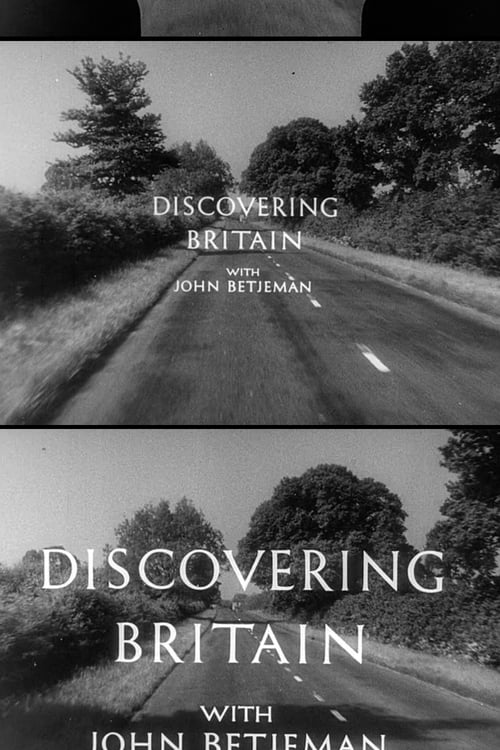 DISCOVERING
BRITAIN
WITH
JOHN BETJEMAN
DISCOVERING
BRITAIN
WITH
JOHN BETJEMAN